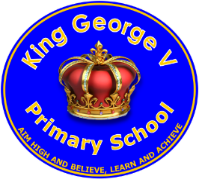 King George V
Primary School
AIM HIGH AND BELIEVE, LEARN AND ACHIEVE